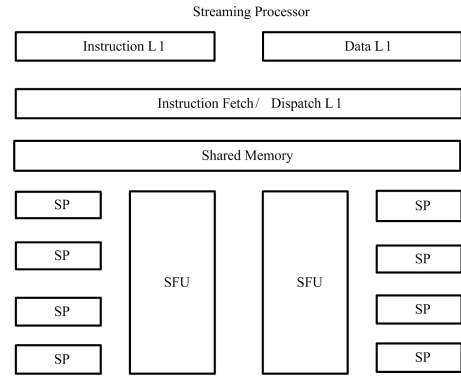 Streaming Processor
Instruction L 1
Data L 1
Instruction Fetch / Dispatch L 1
Shared Memory
SP
SP
SP
SP
SFU
SFU
SP
SP
SP
SP